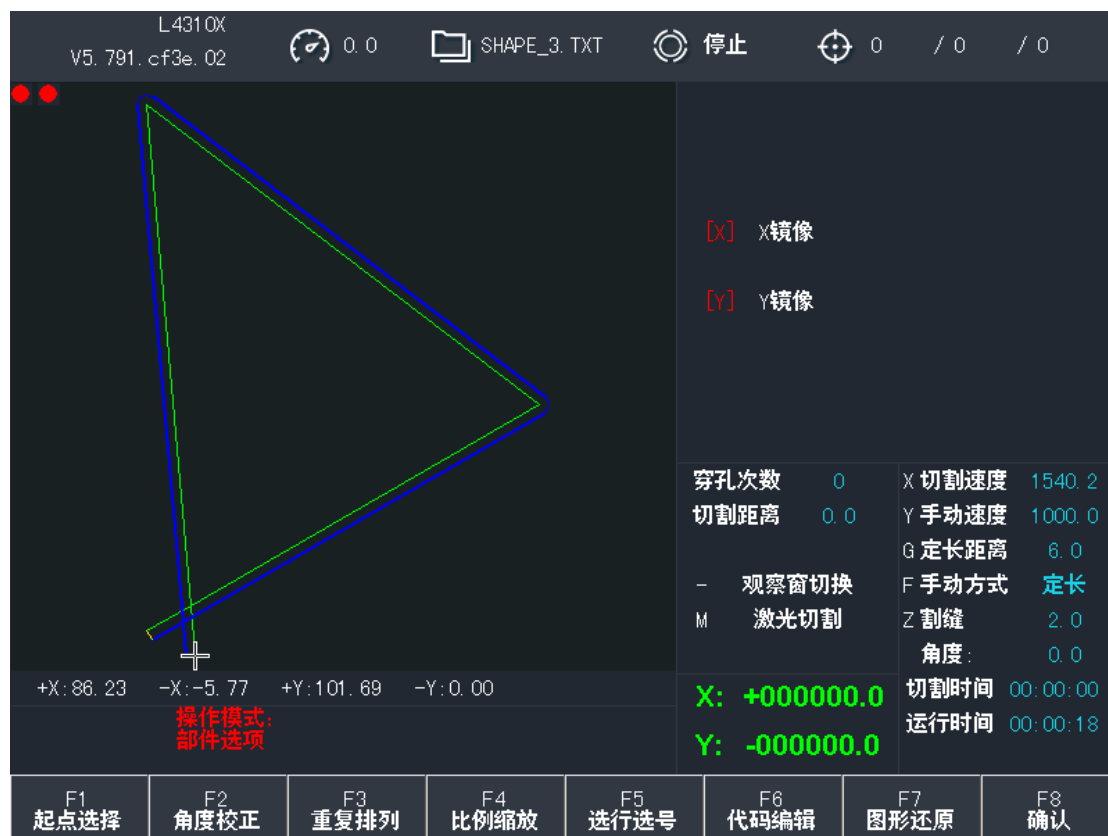 L4310X
V5.791.cf3e.02
0.0
SHAPE_3.TXT
停止
0 / 0 / 0
[X] X镜像
[Y] Y镜像
穿孔次数 0
切割距离 0.0
- 观察窗切换
M 激光切割
X 切割速度 1540.2
Y 手动速度 1000.0
G 定长距离 6.0
F 手动方式 定长
Z 割缝 2.0
角度: 0.0
+X:86.23 -X:-5.77 +Y:101.69 -Y:0.00
操作模式:
部件选项
X: +000000.0
Y: -000000.0
切割时间 00:00:00
运行时间 00:00:18
F1
起点选择
F2
角度校正
F3
重复排列
F4
比例缩放
F5
选行选号
F6
代码编辑
F7
图形还原
F8
确认